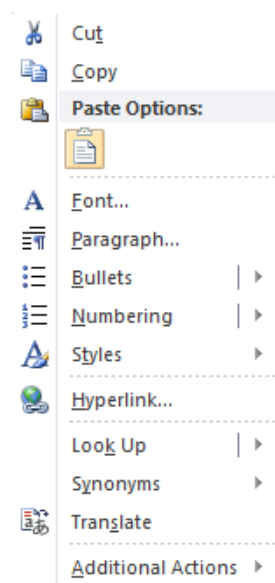 Cut
Copy
Paste Options:
Font...
Paragraph...
Bullets
Numbering
Styles
Hyperlink...
Look Up
Synonyms
Translate
Additional Actions